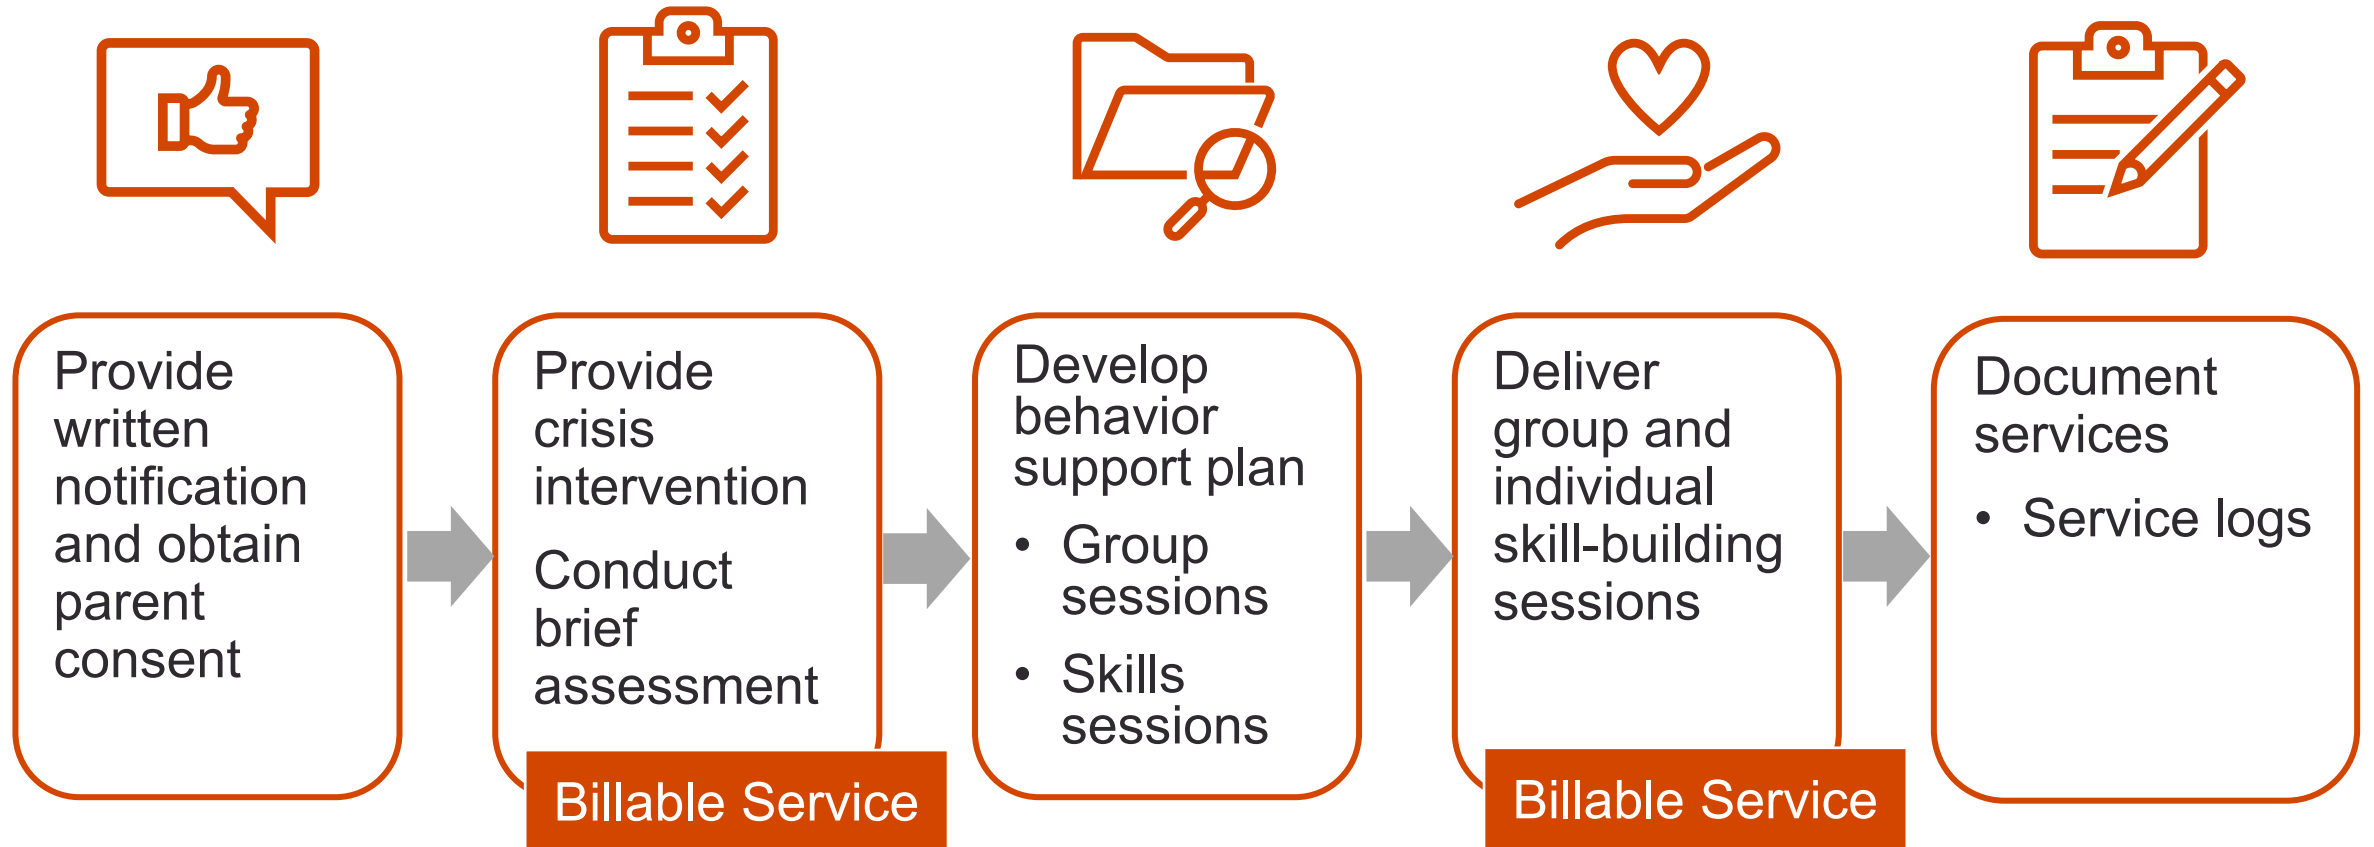 Provide
written
notification
and obtain
parent
consent
Provide
crisis
intervention
Conduct
brief
assessment
Billable Service
Develop
behavior
support plan
• Group
sessions
• Skills
sessions
Deliver
group and
individual
skill-building
sessions
Billable Service
Document
services
• Service logs